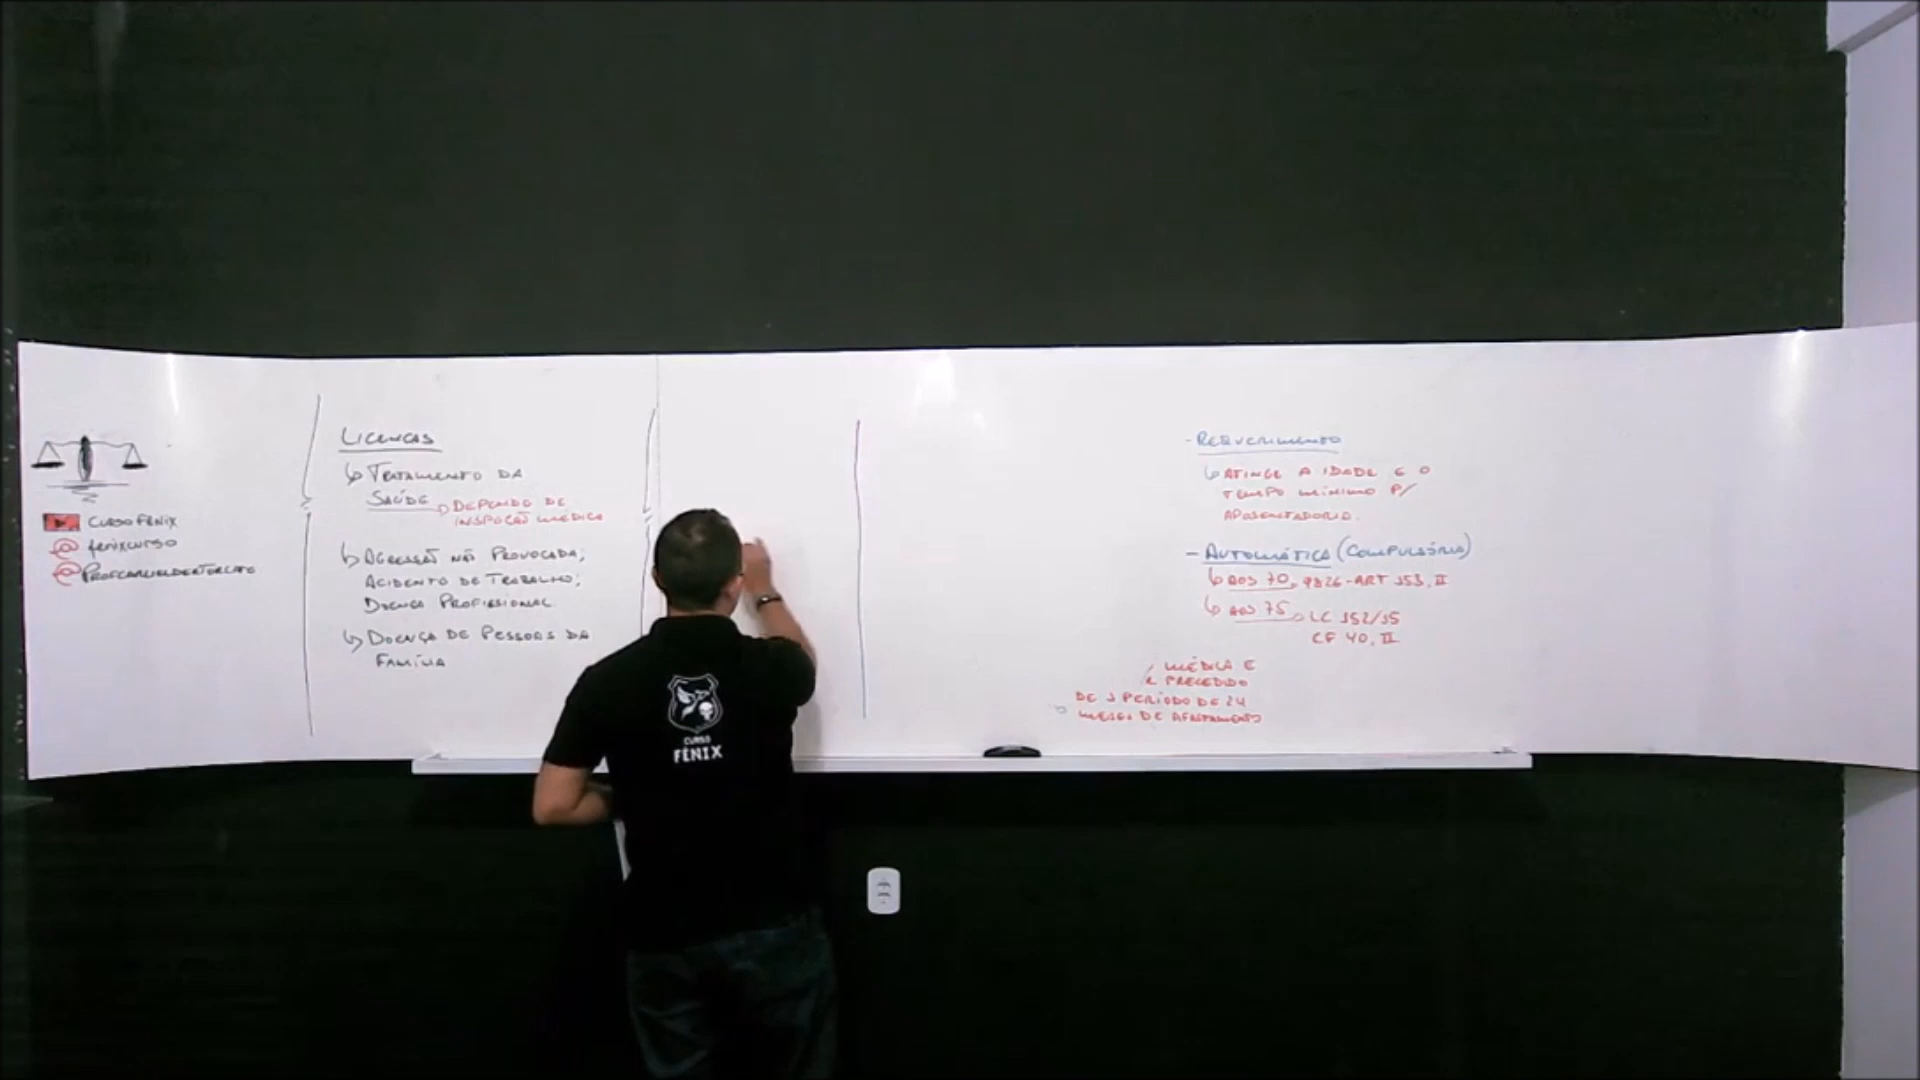 CURSO FÊNIX
@ fenixcurso
LICENÇAS
↳ TRATAMENTO DA
SAÚDE → DEPENDE DE
INSPEÇÃO MÉDICA
↳ AGRESSÃO NÃO PROVOCADA;
ACIDENTE DE TRABALHO;
DOENÇA PROFISSIONAL
↳ DOENÇA DE PESSOAS DA
FAMÍLIA
CURSO
FÊNIX
- REQUERIMENTO
↳ ATINGE A IDADE E O
TEMPO MÍNIMO P/
APOSENTADORIA.
- AUTOMÁTICA (COMPULSÓRIA)
↳ AOS 70, 9826-ART 153, II
↳ AOS 75, LC 152/15
CF 40, II
MÉDICA E
PRECEDIDO
DE 1 PERÍODO DE 24
MESES DE AFASTAMENTO